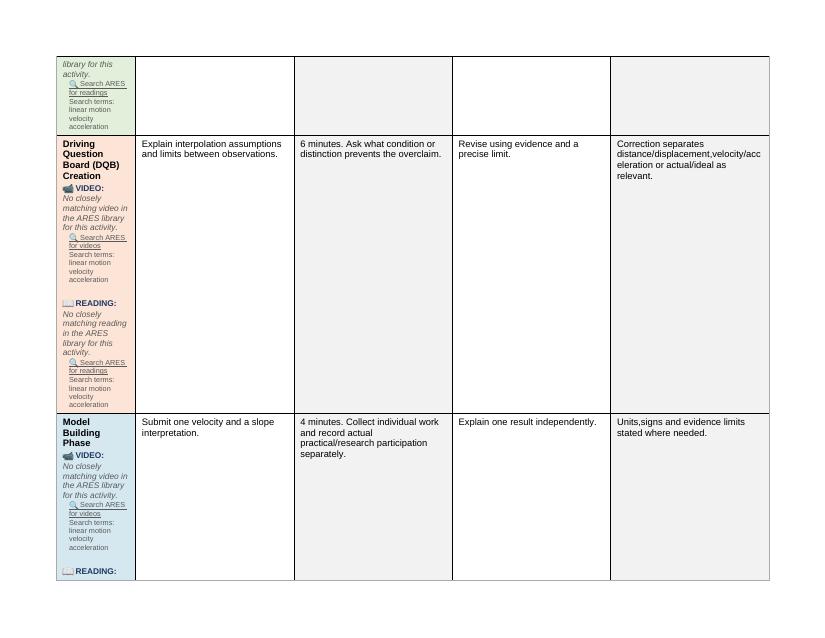 library for this
activity.
🔍 Search ARES
for readings
Search terms:
linear motion
velocity
acceleration
Driving
Question
Board (DQB)
Creation
📹 VIDEO:
No closely
matching video in
the ARES library
for this activity.
🔍 Search ARES
for videos
Search terms:
linear motion
velocity
acceleration
📖 READING:
No closely
matching reading
in the ARES
library for this
activity.
🔍 Search ARES
for readings
Search terms:
linear motion
velocity
acceleration
Explain interpolation assumptions
and limits between observations.
6 minutes. Ask what condition or
distinction prevents the overclaim.
Revise using evidence and a
precise limit.
Correction separates
distance/displacement,velocity/acc
eleration or actual/ideal as
relevant.
Model
Building
Phase
📹 VIDEO:
No closely
matching video in
the ARES library
for this activity.
🔍 Search ARES
for videos
Search terms:
linear motion
velocity
acceleration
📖 READING:
Submit one velocity and a slope
interpretation.
4 minutes. Collect individual work
and record actual
practical/research participation
separately.
Explain one result independently.
Units,signs and evidence limits
stated where needed.